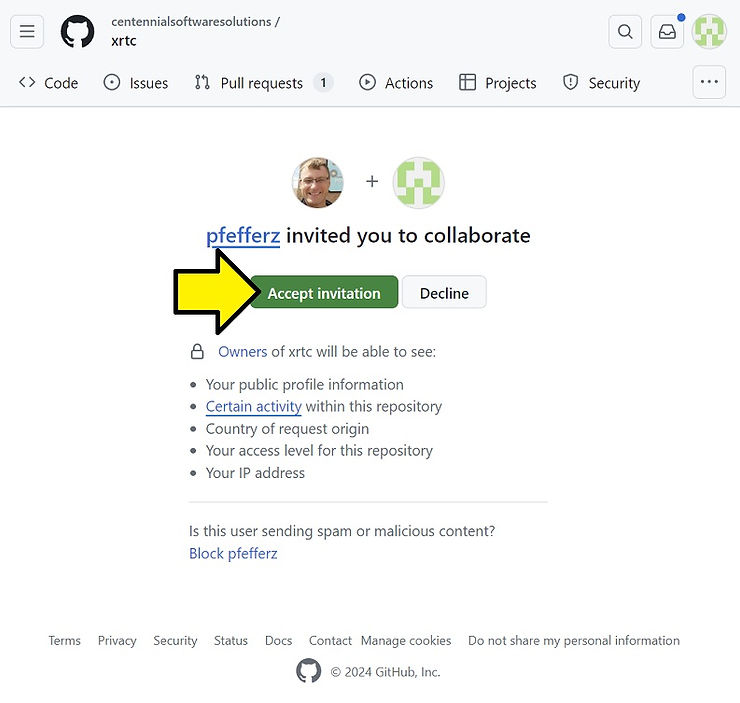 centennialsoftwaresolutions /
xrtc
Code Issues Pull requests 1 Actions Projects Security
pfefferz invited you to collaborate
Accept invitation Decline
Owners of xrtc will be able to see:
Your public profile information
Certain activity within this repository
Country of request origin
Your access level for this repository
Your IP address
Is this user sending spam or malicious content?
Block pfefferz
Terms Privacy Security Status Docs Contact Manage cookies Do not share my personal information
© 2024 GitHub, Inc.